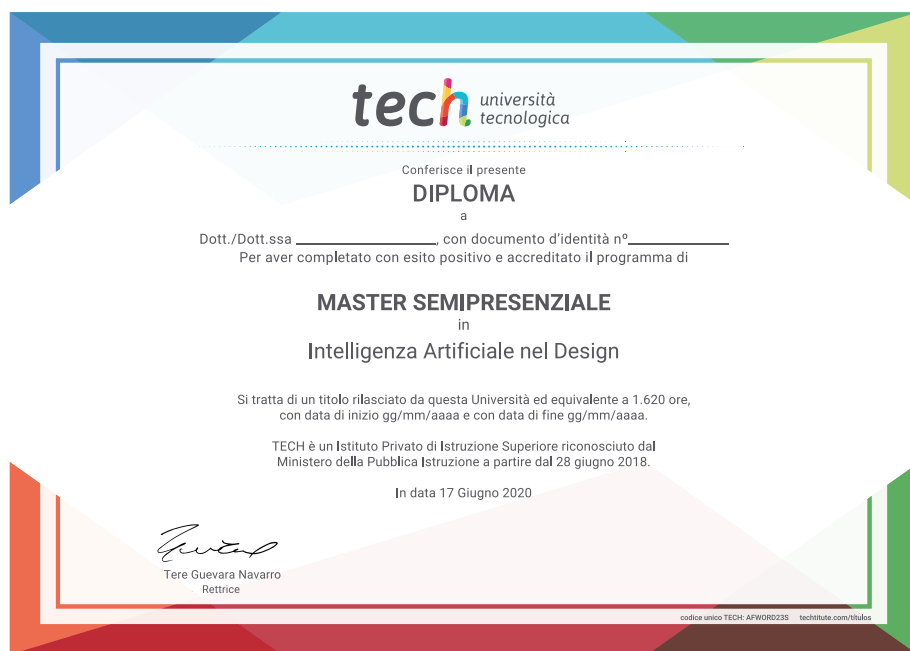 tech università
tecnologica
Conferisce il presente
DIPLOMA
a
Dott./Dott.ssa ________________, con documento d'identità nº____________
Per aver completato con esito positivo e accreditato il programma di
MASTER SEMIPRESENZIALE
in
Intelligenza Artificiale nel Design
Si tratta di un titolo rilasciato da questa Università ed equivalente a 1.620 ore,
con data di inizio gg/mm/aaaa e con data di fine gg/mm/aaaa.
TECH è un Istituto Privato di Istruzione Superiore riconosciuto dal
Ministero della Pubblica Istruzione a partire dal 28 giugno 2018.
In data 17 Giugno 2020
Tere Guevara Navarro
Rettrice
codice unico TECH: AFWORD23S techtitute.com/titulos